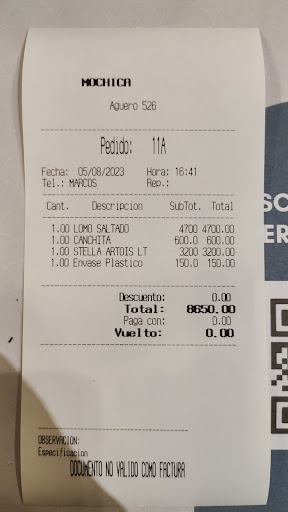 MOCHICA
Aguero 526
Pedido: 11A
Fecha: 05/08/2023 Hora: 16:41
Tel.: MARCOS Rep.:
Cant. Descripcion SubTot. Total
1.00 LOMO SALTADO 4700 4700.00
1.00 CANCHITA 600.0 600.00
1.00 STELLA ARTOIS LT 3200 3200.00
1.00 Envase Plastico 150.0 150.00
Descuento: 0.00
Total: 8650.00
Paga con: 0.00
Vuelto: 0.00
OBSERVACION:
Especificacion
DOCUMENTO NO VALIDO COMO FACTURA
SC
ER